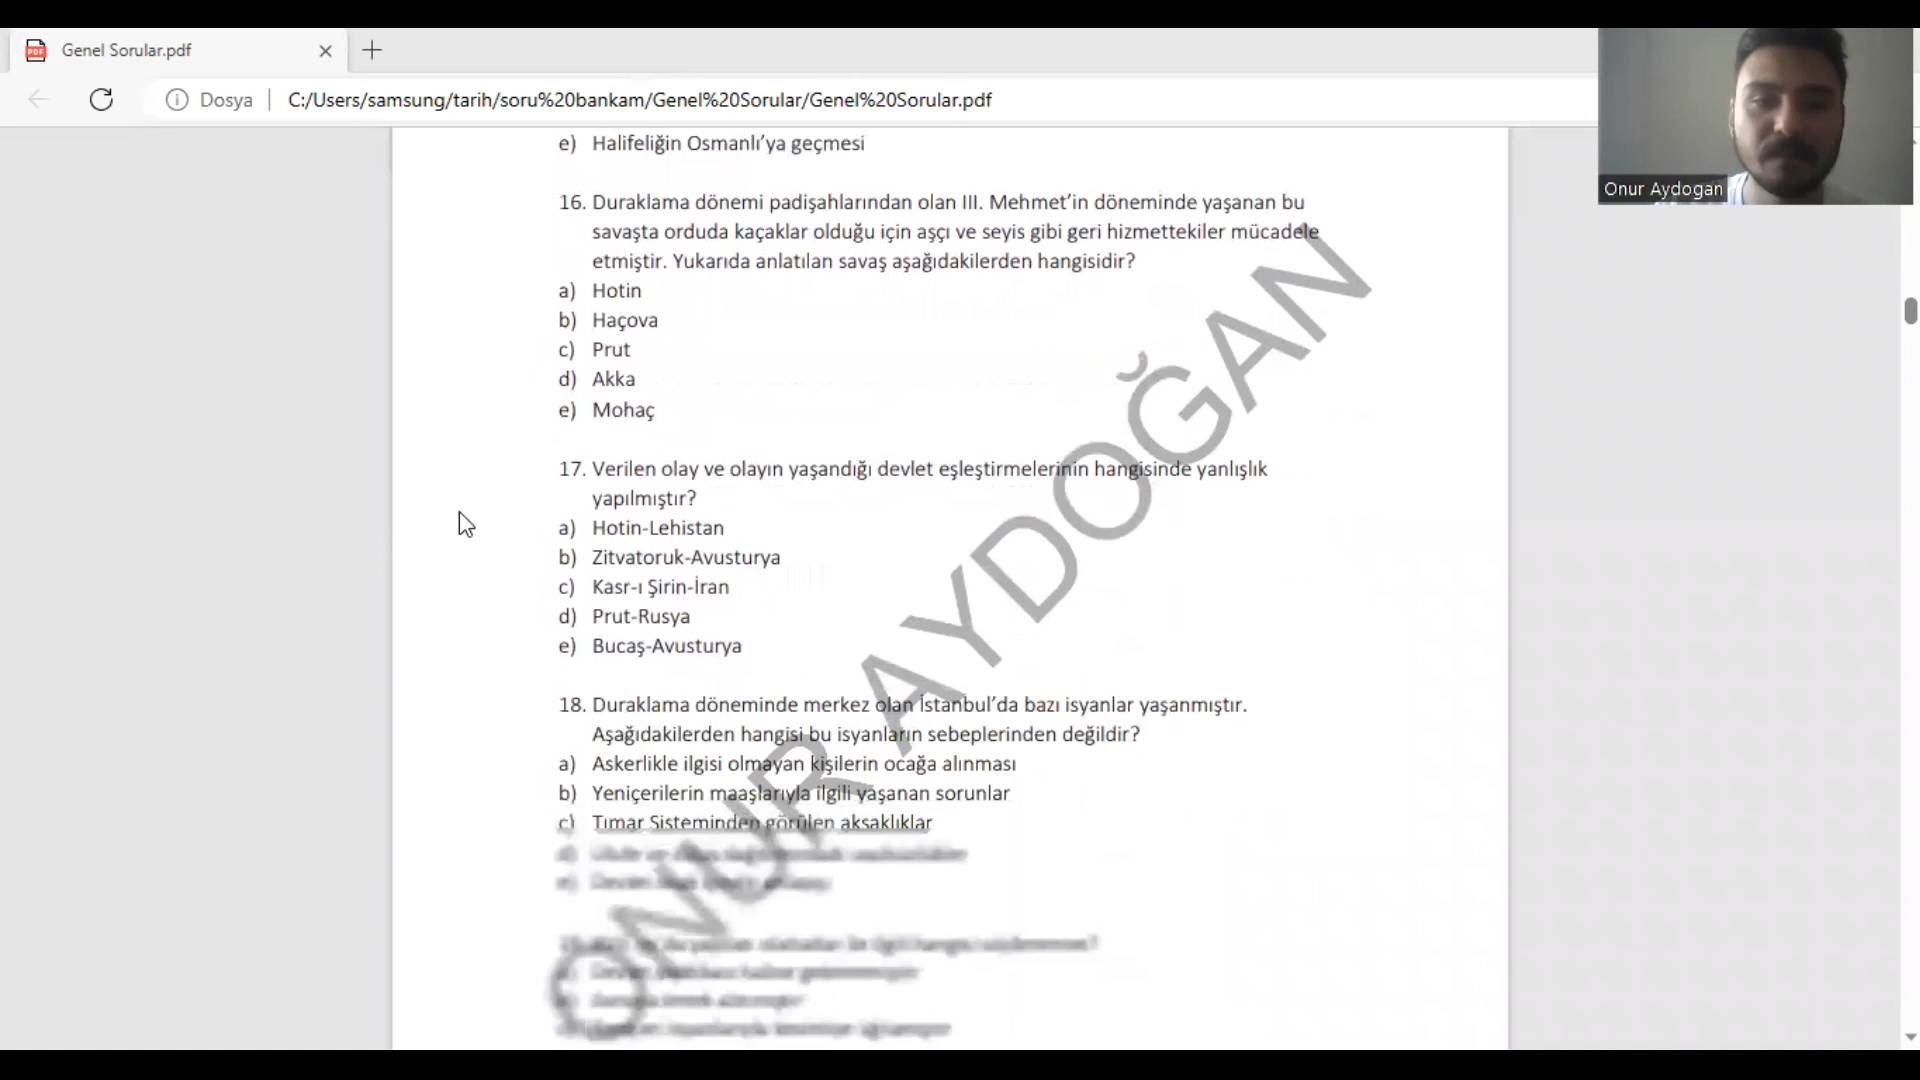 Genel Sorular.pdf
Dosya
C:/Users/samsung/tarih/soru%20bankam/Genel%20Sorular/Genel%20Sorular.pdf
Onur Aydogan
e) Halifeliğin Osmanlı'ya geçmesi
16. Duraklama dönemi padişahlarından olan III. Mehmet'in döneminde yaşanan bu
savaşta orduda kaçaklar olduğu için aşçı ve seyis gibi geri hizmettekiler mücadele
etmiştir. Yukarıda anlatılan savaş aşağıdakilerden hangisidir?
a) Hotin
b) Haçova
c) Prut
d) Akka
e) Mohaç
17. Verilen olay ve olayın yaşandığı devlet eşleştirmelerinin hangisinde yanlışlık
yapılmıştır?
a) Hotin-Lehistan
b) Zitvatoruk-Avusturya
c) Kasr-ı Şirin-İran
d) Prut-Rusya
e) Bucaş-Avusturya
18. Duraklama döneminde merkez olan İstanbul'da bazı isyanlar yaşanmıştır.
Aşağıdakilerden hangisi bu isyanların sebeplerinden değildir?
a) Askerlikle ilgisi olmayan kişilerin ocağa alınması
b) Yeniçerilerin maaşlarıyla ilgili yaşanan sorunlar
c) Tımar Sisteminden görülen aksaklıklar
ONUR AYDOĞAN